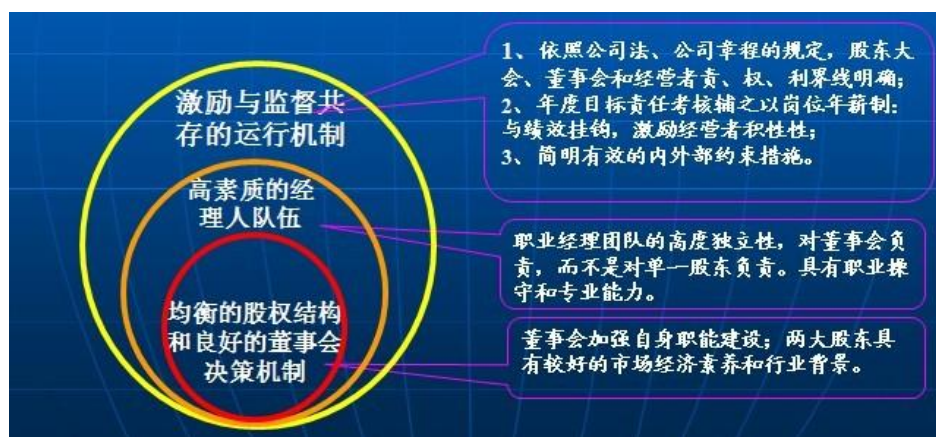 激励与监督共
存的运行机制
高素质的经
理人队伍
均衡的股权结构
和良好的董事会
决策机制
1、依照公司法、公司章程的规定，股东大
会、董事会和经营者责、权、利界线明确；
2、年度目标责任考核辅之以岗位年薪制：
与绩效挂钩，激励经营者积性性；
3、简明有效的内外部约束措施。
职业经理团队的高度独立性，对董事会负
责，而不是对单一股东负责。具有职业操
守和专业能力。
董事会加强自身职能建设；两大股东具
有较好的市场经济素养和行业背景。